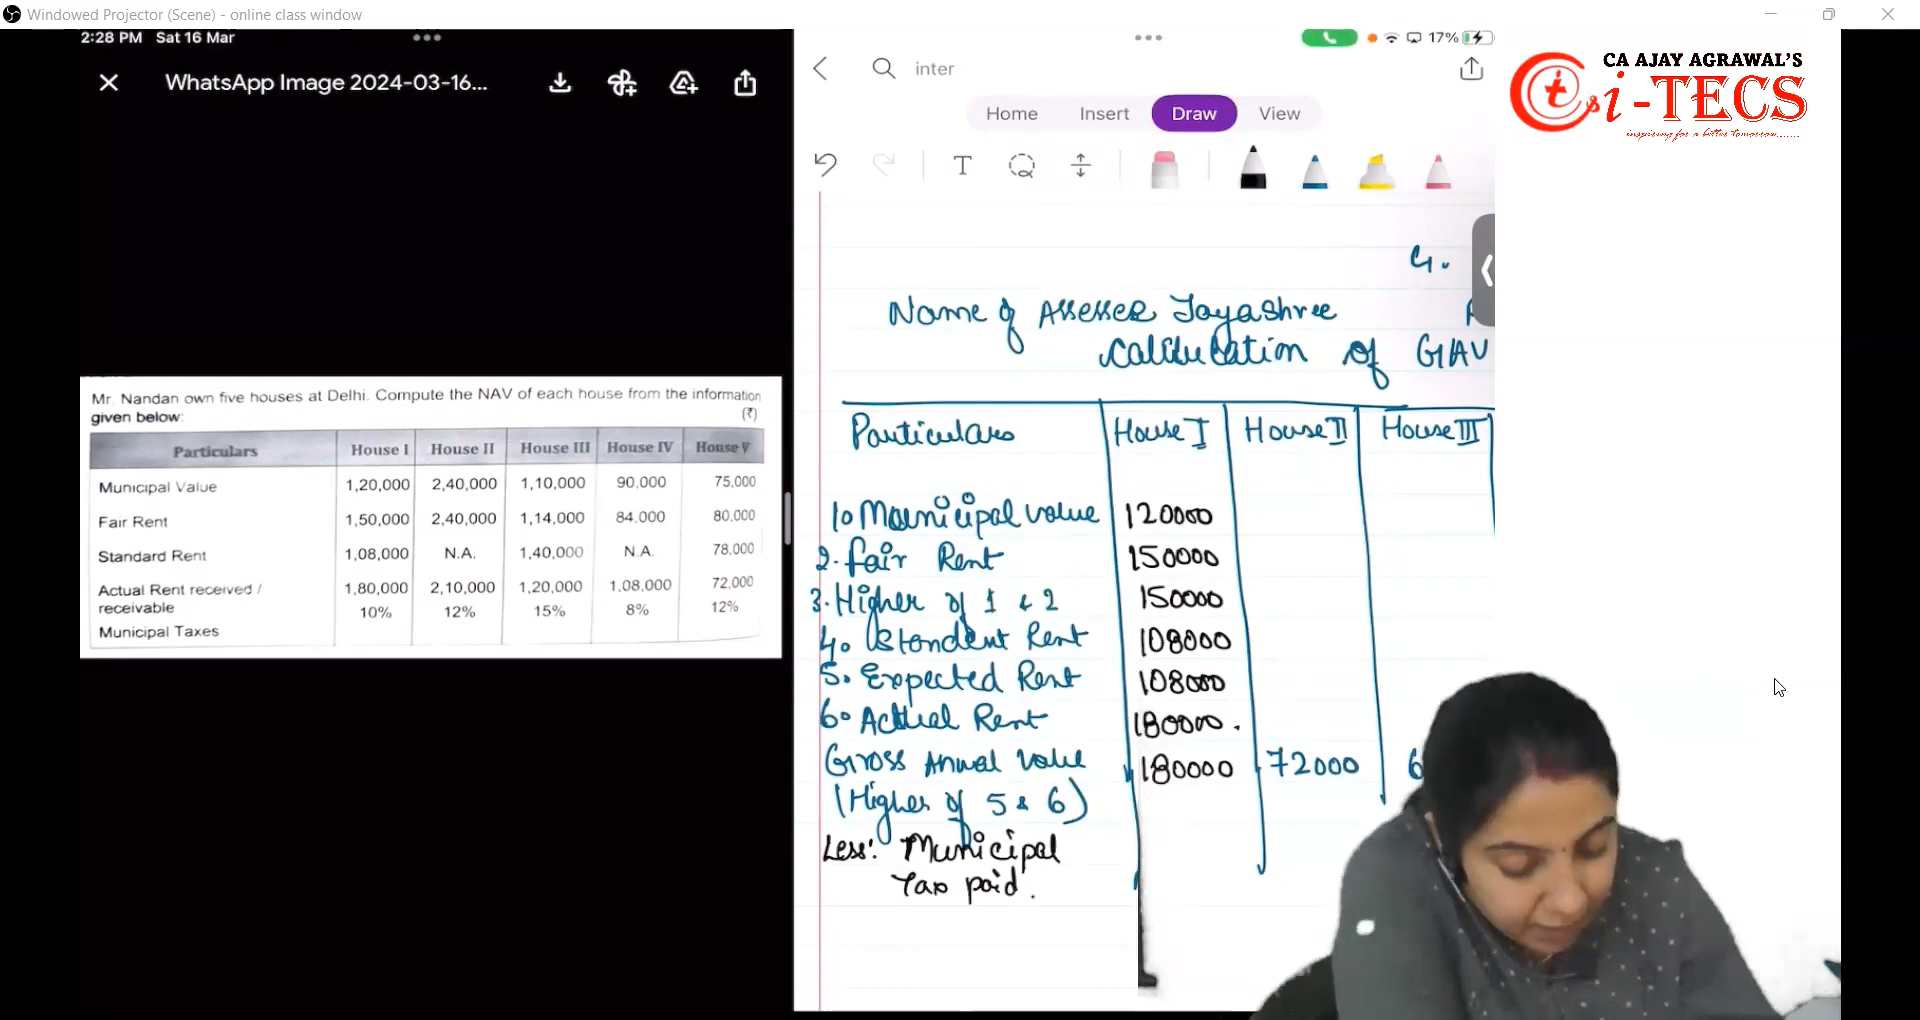 Windowed Projector (Scene) - online class window
2:28 PM Sat 16 Mar
WhatsApp Image 2024-03-16...
Mr. Nandan own five houses at Delhi. Compute the NAV of each house from the information
given below: (₹)
Particulars House I House II House III House IV House V
Municipal Value 1,20,000 2,40,000 1,10,000 90,000 75,000
Fair Rent 1,50,000 2,40,000 1,14,000 84,000 80,000
Standard Rent 1,08,000 N.A. 1,40,000 N.A. 78,000
Actual Rent received / 1,80,000 2,10,000 1,20,000 1,08,000 72,000
receivable 10% 12% 15% 8% 12%
Municipal Taxes
17%
inter
Home Insert Draw View
CA AJAY AGRAWAL'S
i-TECS
inspiring for a better tomorrow.......
Name of Assessee Jayashree
Calculation of GAV
Particulars House I House II House III
1. Municipal value 120000
2. Fair Rent 150000
3. Higher of 1 & 2 150000
4. Standent Rent 108000
5. Expected Rent 108000
6. Actual Rent 180000.
Gross Annual Value 180000 72000 6
(Higher of 5 & 6)
Less: Municipal
Tax paid.